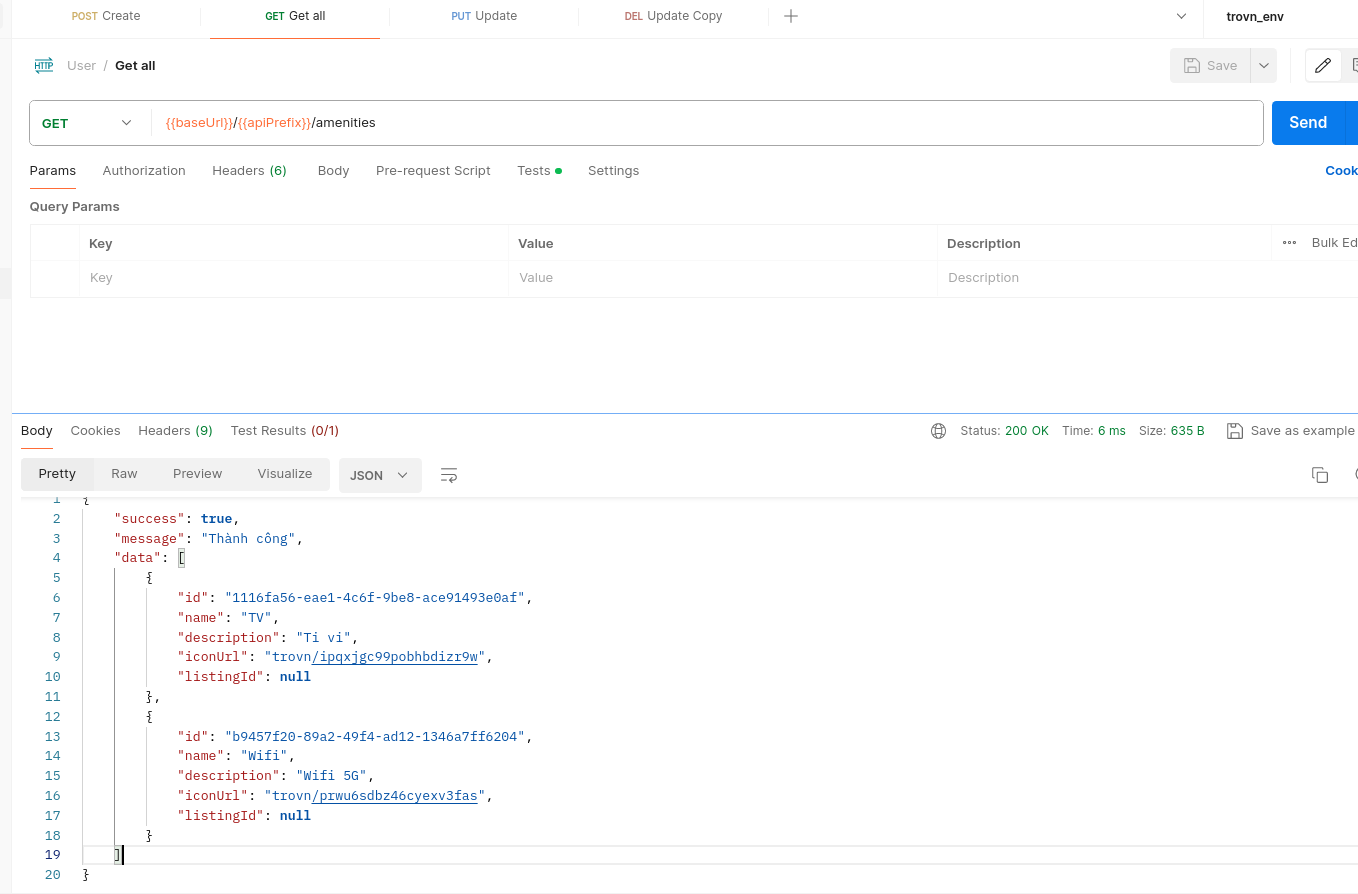 POST Create GET Get all PUT Update DEL Update Copy trovn_env
HTTP User / Get all Save
GET {{baseUrl}}/{{apiPrefix}}/amenities Send
Params Authorization Headers (6) Body Pre-request Script Tests Settings Cook
Query Params
Key Value Description Bulk Ed
Key Value Description
Body Cookies Headers (9) Test Results (0/1) Status: 200 OK Time: 6 ms Size: 635 B Save as example
Pretty Raw Preview Visualize JSON
1 {
2 "success": true,
3 "message": "Thành công",
4 "data": [
5 {
6 "id": "1116fa56-eae1-4c6f-9be8-ace91493e0af",
7 "name": "TV",
8 "description": "Ti vi",
9 "iconUrl": "trovn/ipqxjgc99pobhbdizr9w",
10 "listingId": null
11 },
12 {
13 "id": "b9457f20-89a2-49f4-ad12-1346a7ff6204",
14 "name": "Wifi",
15 "description": "Wifi 5G",
16 "iconUrl": "trovn/prwu6sdbz46cyexv3fas",
17 "listingId": null
18 }
19 ]
20 }